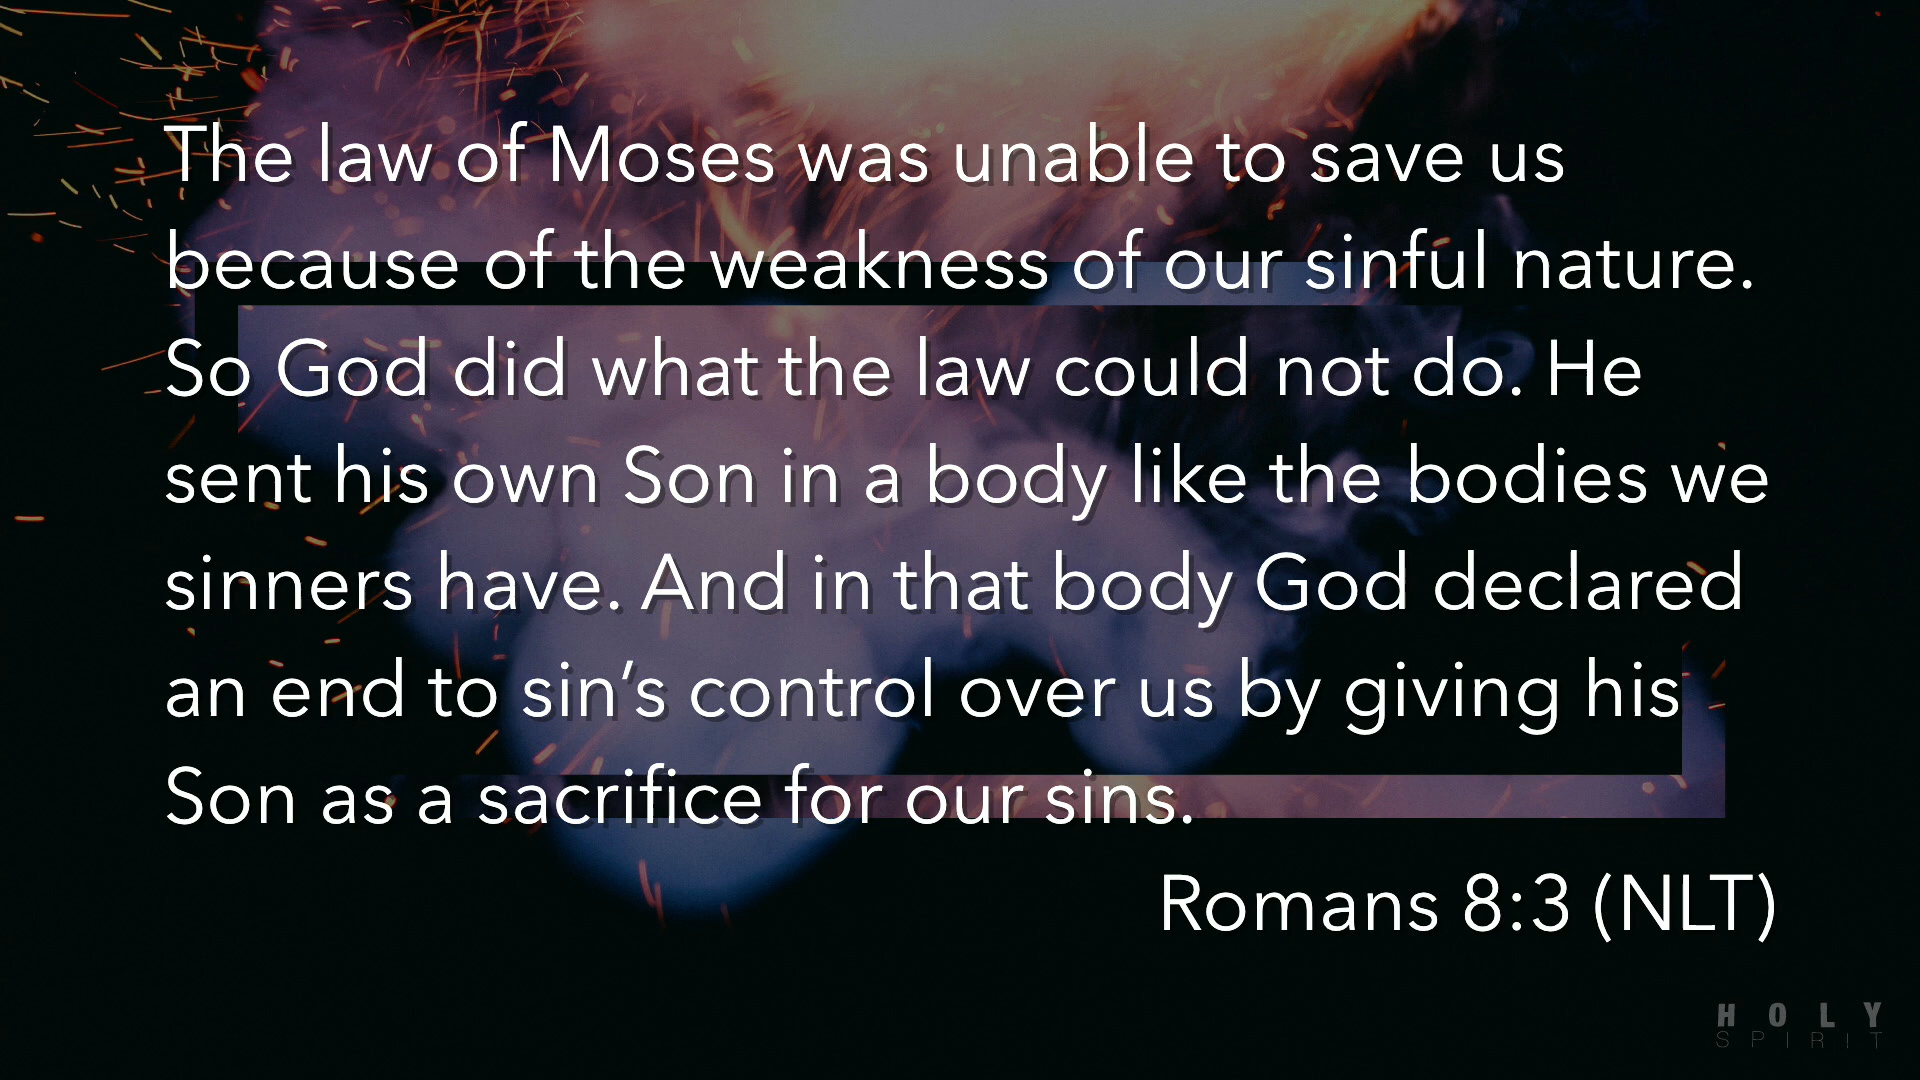 The law of Moses was unable to save us
because of the weakness of our sinful nature.
So God did what the law could not do. He
sent his own Son in a body like the bodies we
sinners have. And in that body God declared
an end to sin’s control over us by giving his
Son as a sacrifice for our sins.
Romans 8:3 (NLT)
HOLY
SPIRIT